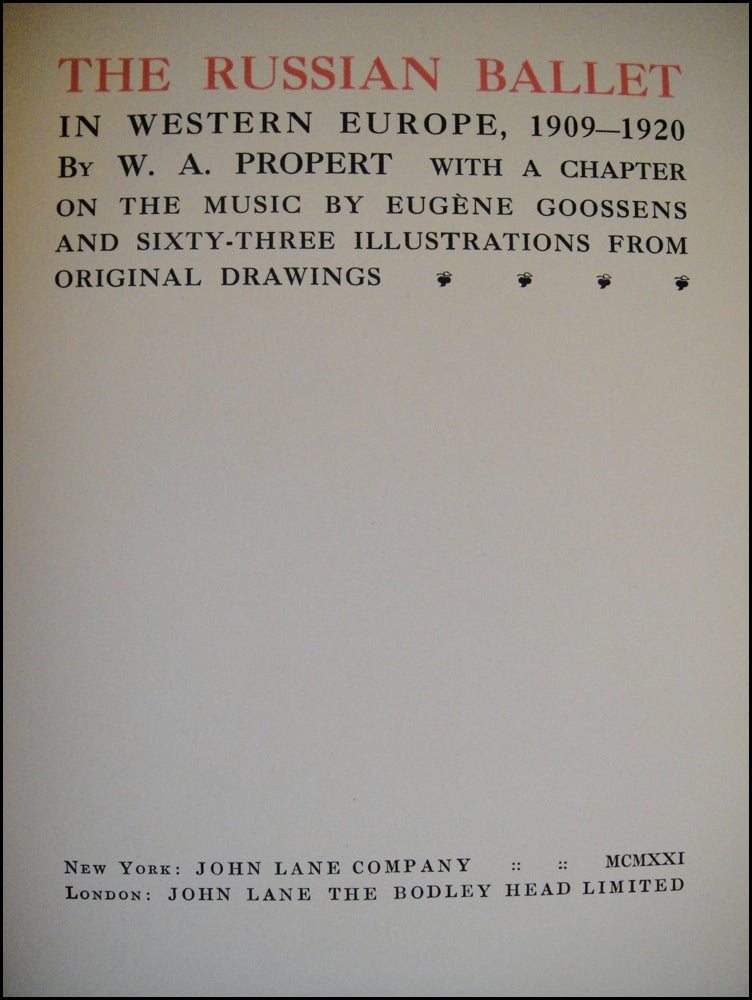 THE RUSSIAN BALLET
IN WESTERN EUROPE, 1909—1920
By W. A. PROPERT WITH A CHAPTER
ON THE MUSIC BY EUGÈNE GOOSSENS
AND SIXTY-THREE ILLUSTRATIONS FROM
ORIGINAL DRAWINGS
New York: JOHN LANE COMPANY :: :: MCMXXI
London: JOHN LANE THE BODLEY HEAD LIMITED